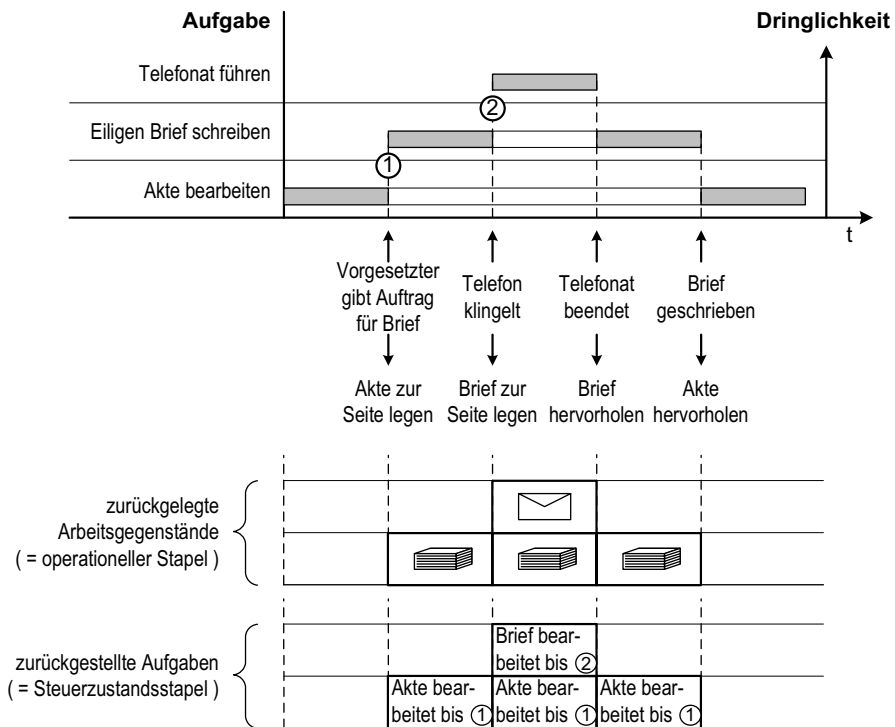 Aufgabe
Dringlichkeit
Telefonat führen
②
Eiligen Brief schreiben
①
Akte bearbeiten
t
Vorgesetzter
gibt Auftrag
für Brief
Telefon
klingelt
Telefonat
beendet
Brief
geschrieben
Akte zur
Seite legen
Brief zur
Seite legen
Brief
hervorholen
Akte
hervorholen
zurückgelegte
Arbeitsgegenstände
( = operationeller Stapel )
zurückgestellte Aufgaben
( = Steuerzustandsstapel )
Brief bear-
beitet bis ②
Akte bear-
beitet bis ①
Akte bear-
beitet bis ①
Akte bear-
beitet bis ①